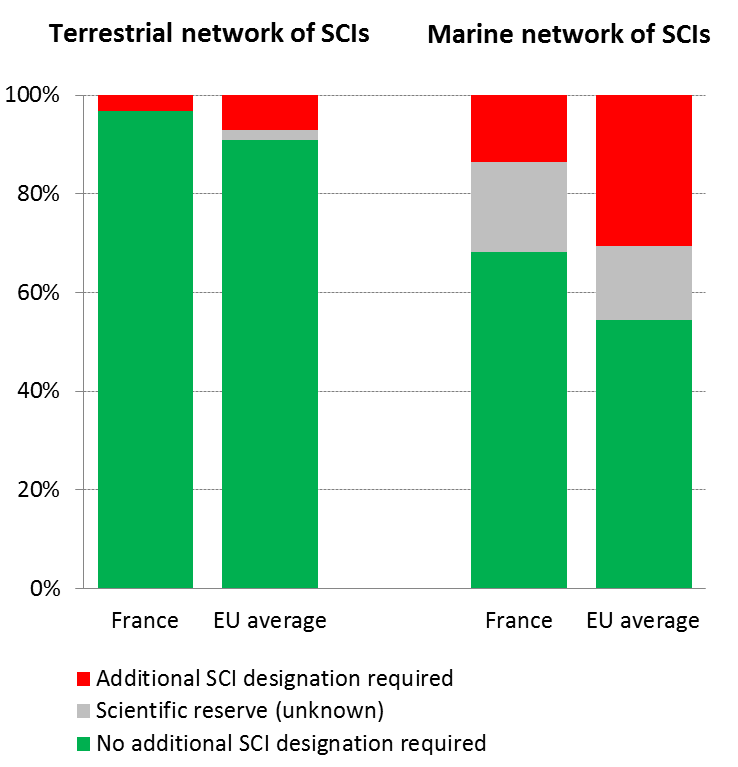 Terrestrial network of SCIs
Marine network of SCIs
100%
80%
60%
40%
20%
0%
France
EU average
France
EU average
Additional SCI designation required
Scientific reserve (unknown)
No additional SCI designation required